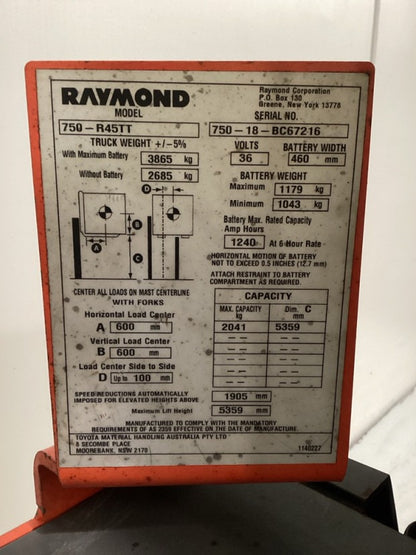 RAYMOND
Raymond Corporation
P.O. Box 130
Greene, New York 13778
MODEL
SERIAL NO.
750-R45TT
750-18-BC67216
TRUCK WEIGHT +/-5%
VOLTS
BATTERY WIDTH
With Maximum Battery 3865 kg
36
460 mm
Without Battery 2685 kg
BATTERY WEIGHT
Maximum 1179 kg
Minimum 1043 kg
Battery Max. Rated Capacity
Amp Hours
1240 At 6 Hour Rate
HORIZONTAL MOTION OF BATTERY
NOT TO EXCEED 0.5 INCHES (12.7 mm)
ATTACH RESTRAINT TO BATTERY
COMPARTMENT AS REQUIRED.
D
A
B
C
CENTER ALL LOADS ON MAST CENTERLINE
WITH FORKS
Horizontal Load Center
A 600 mm
Vertical Load Center
B 600 mm
Load Center Side to Side
D Up to 100 mm
CAPACITY
MAX. CAPACITY kg
Dim. C mm
2041 5359
-- -- -- --
-- -- -- --
-- -- -- --
SPEED REDUCTIONS AUTOMATICALLY
IMPOSED FOR ELEVATED HEIGHTS ABOVE
1905 mm
Maximum Lift Height 5359 mm
MANUFACTURED TO COMPLY WITH THE MANDATORY
REQUIREMENTS OF AS 2359 EFFECTIVE ON THE DATE OF MANUFACTURE.
TOYOTA MATERIAL HANDLING AUSTRALIA PTY LTD
8 SECOMBE PLACE
MOOREBANK, NSW 2170
1140227